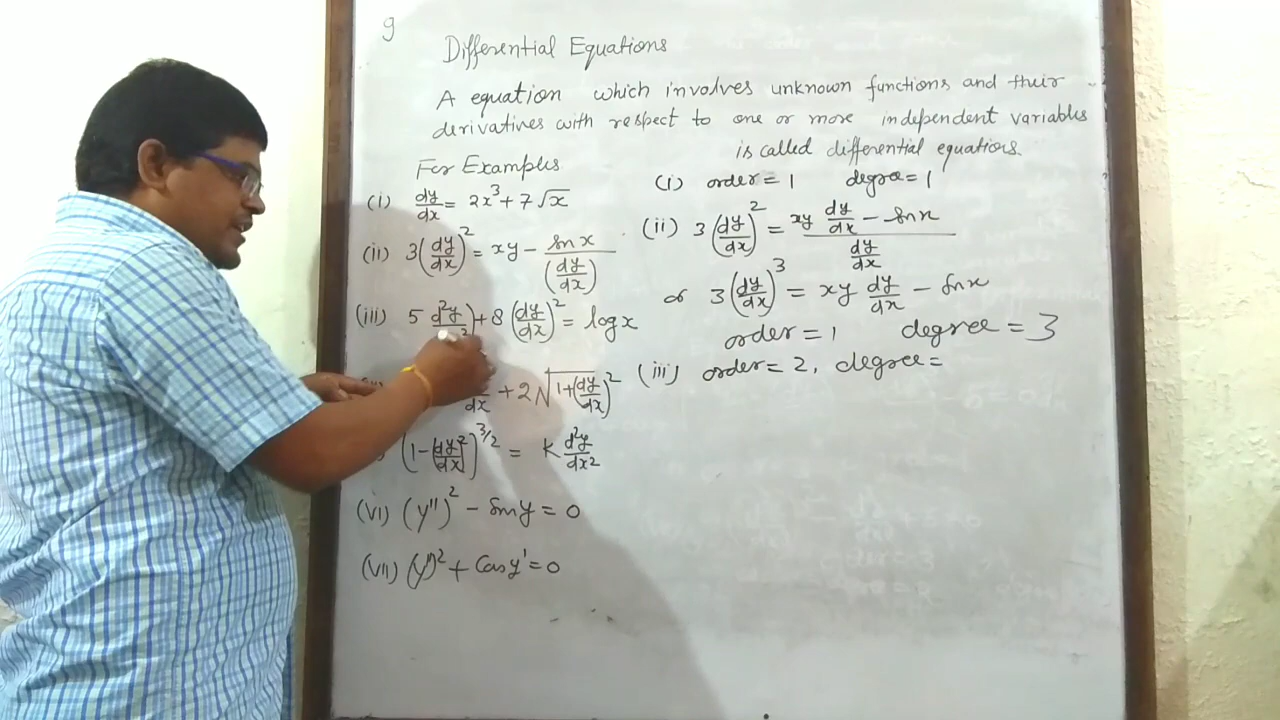 9
Differential Equations
A equation which involves unknown functions and their
derivatives with respect to one or more independent variables
is called differential equations
For Examples
(i) dy/dx = 2x³ + 7√x
(ii) 3(dy/dx)² = xy - sin x/(dy/dx)
(iii) 5 d²y/dx²) + 8(dy/dx)² = log x
dx + 2√1+(dy/dx)²
(1-(dy/dx)²)^3/2 = K d²y/dx²
(vi) (y'')² - siny = 0
(vii) (y'')² + Cosy' = 0
(i) order = 1 degree = 1
(ii) 3(dy/dx)² = xy dy/dx - sin x / dy/dx
or 3(dy/dx)³ = xy dy/dx - sin x
order = 1 degree = 3
(iii) order = 2, degree =